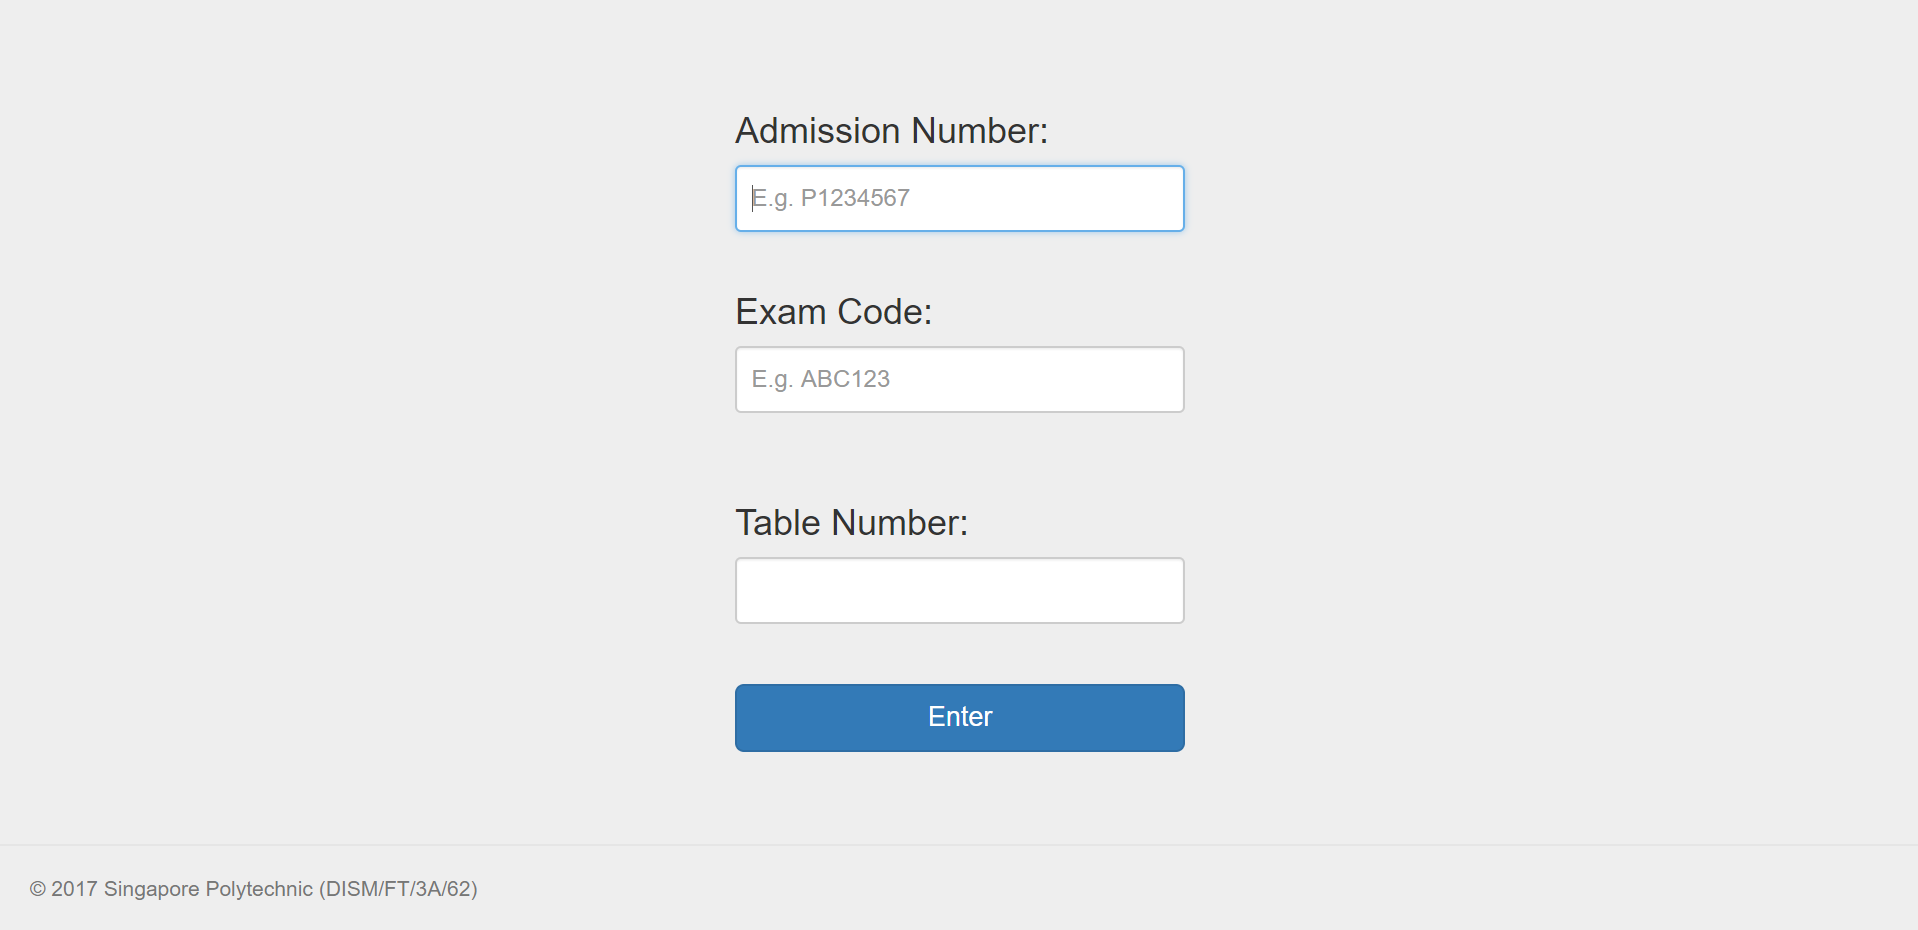 Admission Number:
E.g. P1234567
Exam Code:
E.g. ABC123
Table Number:
Enter
© 2017 Singapore Polytechnic (DISM/FT/3A/62)